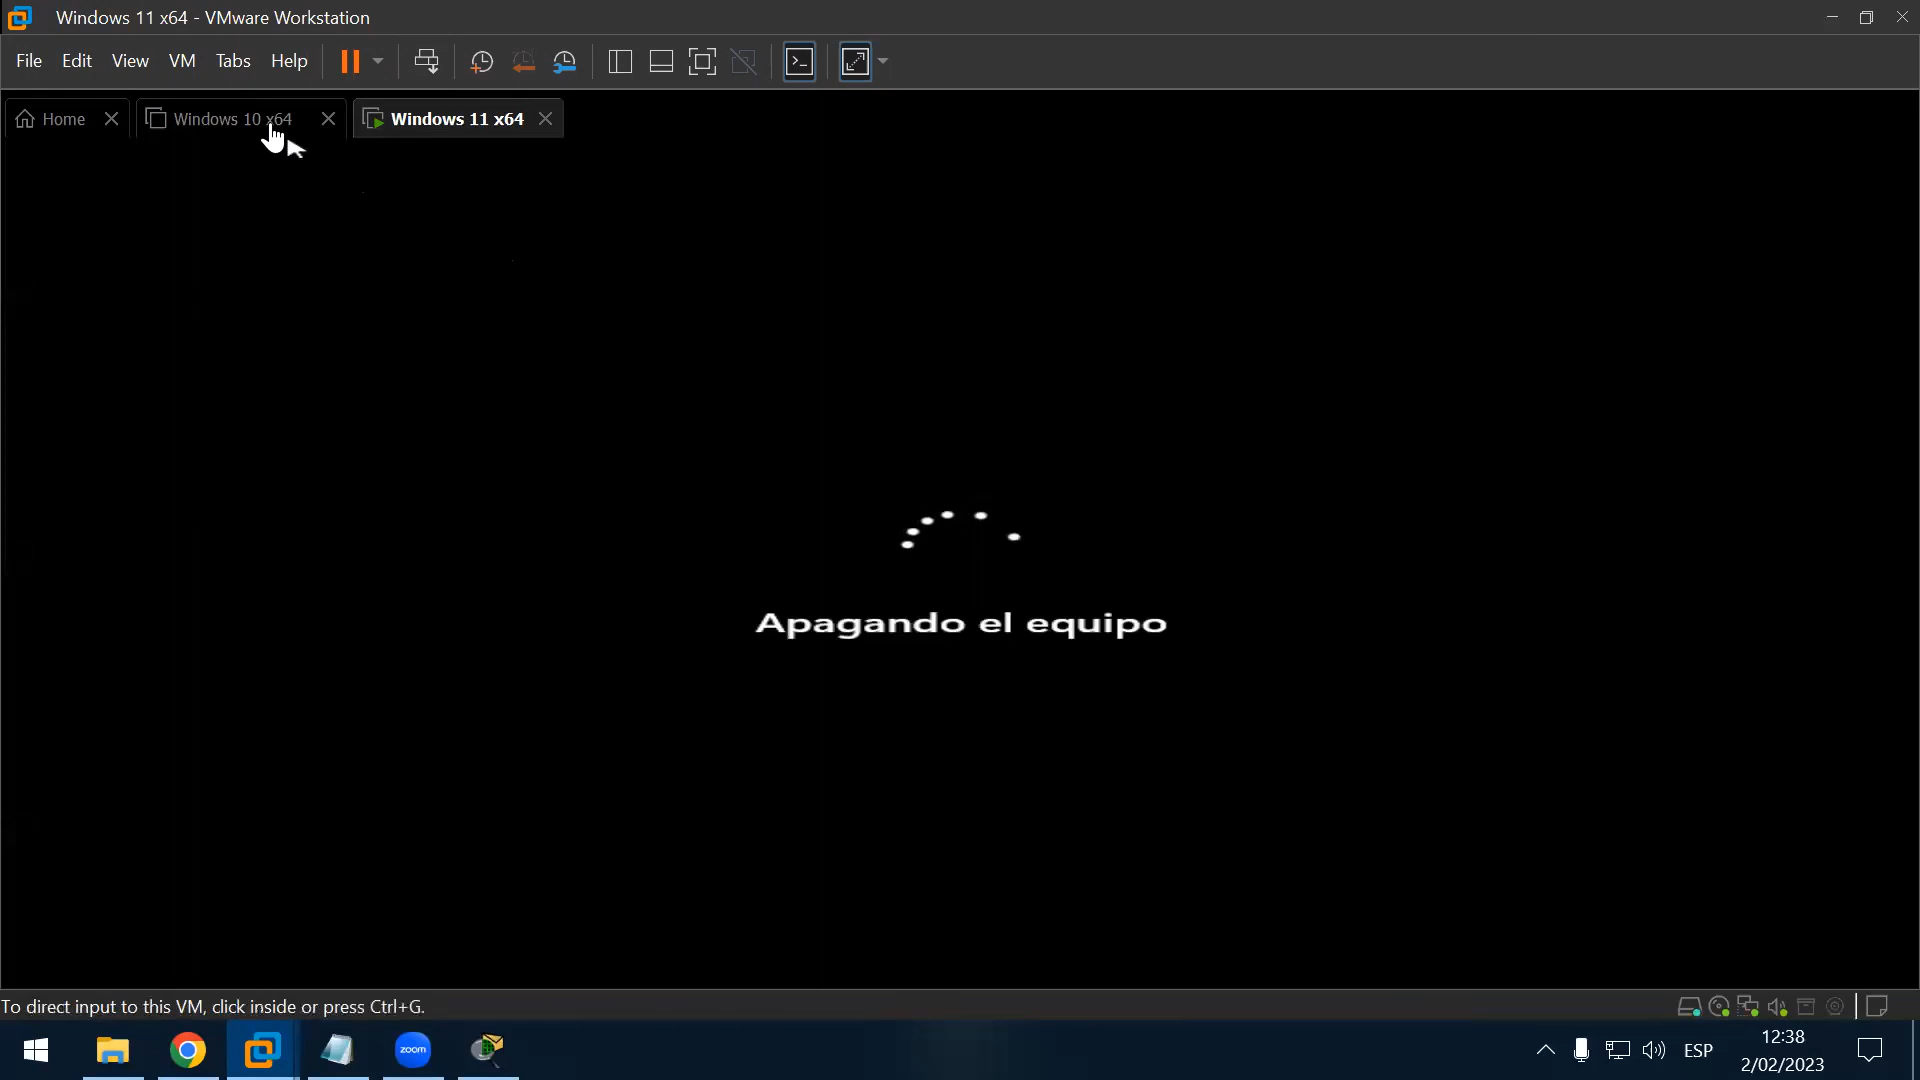 Windows 11 x64 - VMware Workstation
File Edit View VM Tabs Help
Home Windows 10 x64 Windows 11 x64
Apagando el equipo
To direct input to this VM, click inside or press Ctrl+G.
zoom
ESP
12:38
2/02/2023